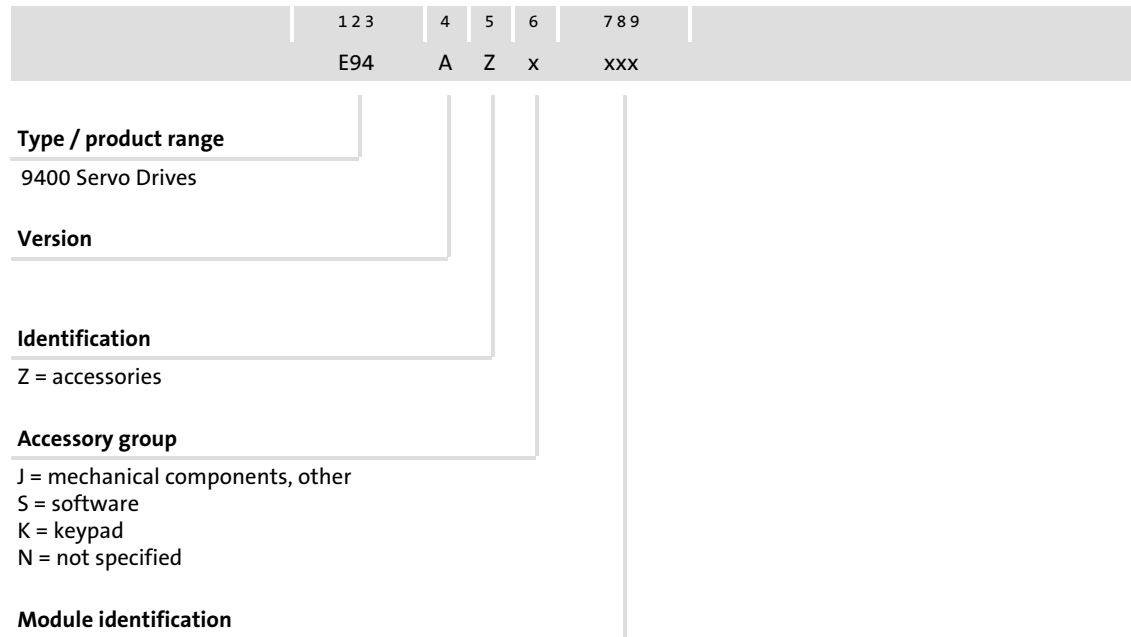 1 2 3 4 5 6 7 8 9
E94 A Z x xxx
Type / product range
9400 Servo Drives
Version
Identification
Z = accessories
Accessory group
J = mechanical components, other
S = software
K = keypad
N = not specified
Module identification